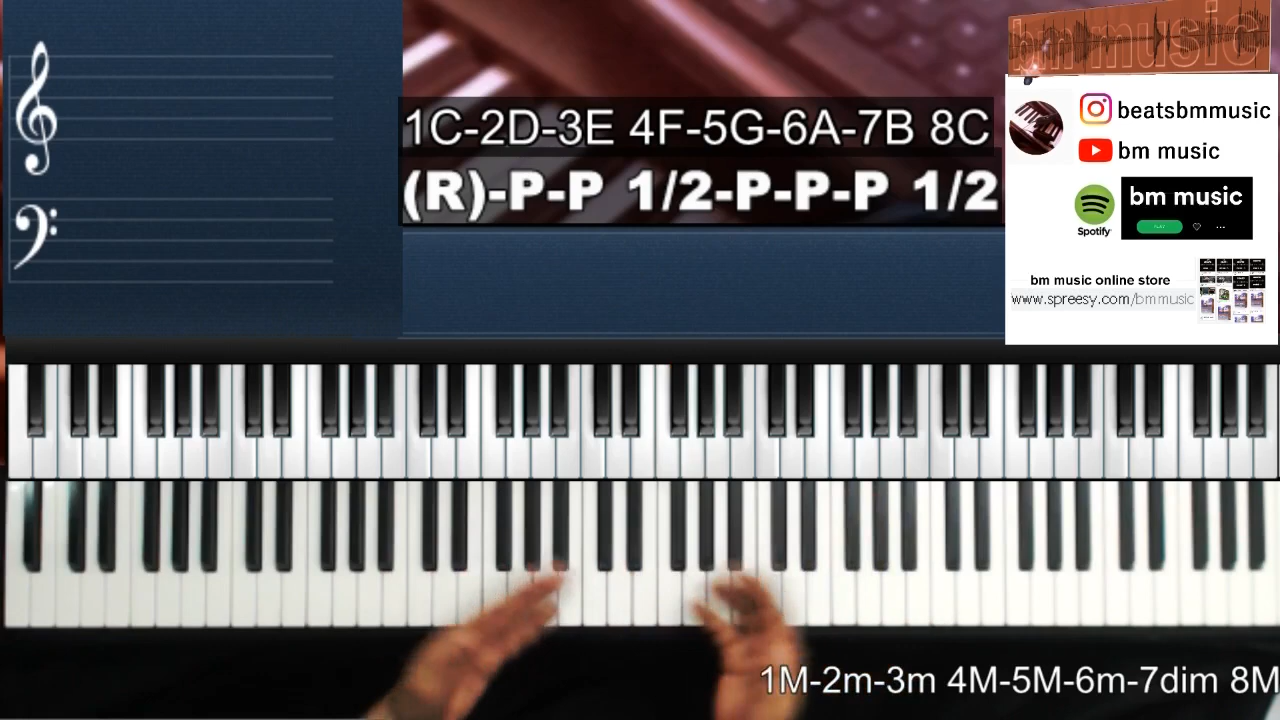 bm music
1C-2D-3E 4F-5G-6A-7B 8C
(R)-P-P 1/2-P-P-P 1/2
beatsbmmusic
bm music
Spotify
bm music
PLAY
bm music online store
www.spreesy.com/bmmusic
1M-2m-3m 4M-5M-6m-7dim 8M